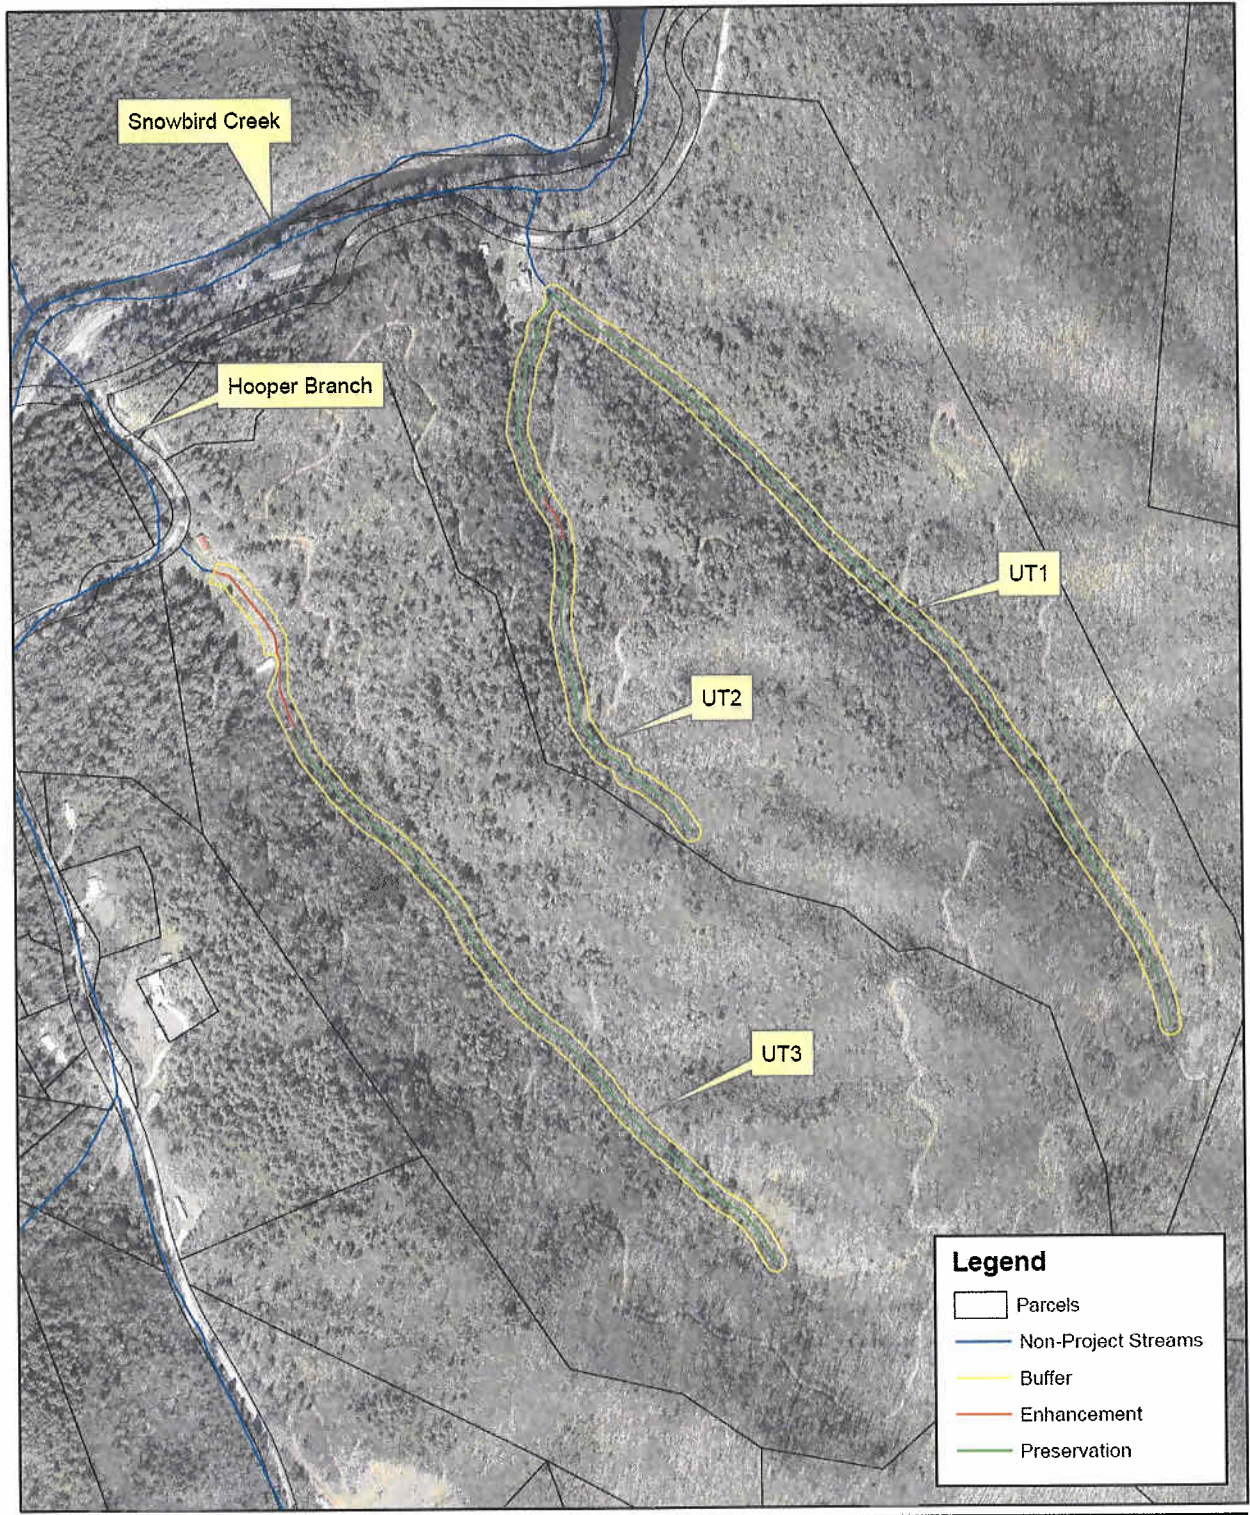 Snowbird Creek
Hooper Branch
UT1
UT2
UT3
Legend
Parcels
Non-Project Streams
Buffer
Enhancement
Preservation